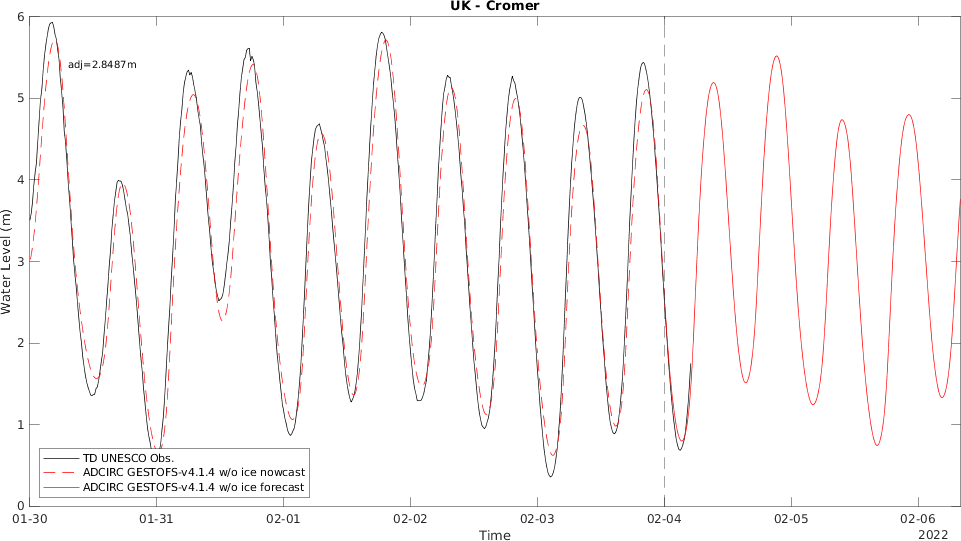 UK - Cromer
adj=2.8487m
6
5
4
3
2
1
0
Water Level (m)
TD UNESCO Obs.
ADCIRC GESTOFS-v4.1.4 w/o ice nowcast
ADCIRC GESTOFS-v4.1.4 w/o ice forecast
01-30 01-31 02-01 02-02 02-03 02-04 02-05 02-06
Time
2022